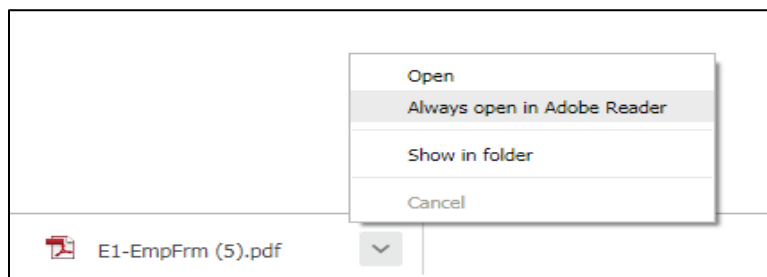 Open
Always open in Adobe Reader
Show in folder
Cancel
E1-EmpFrm (5).pdf